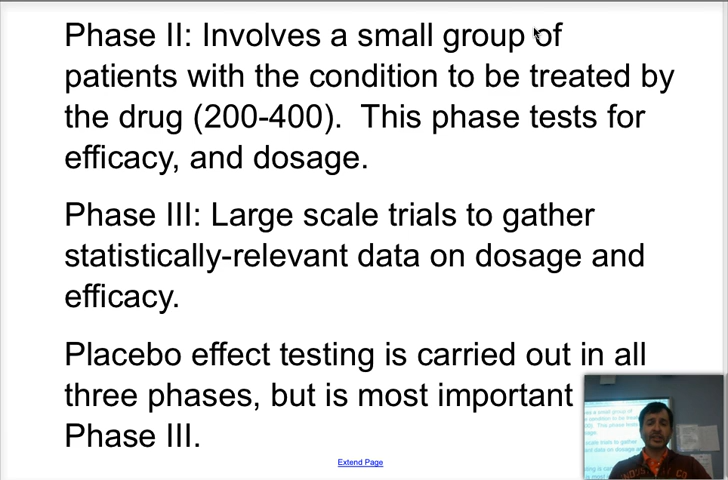 Phase II: Involves a small group of
patients with the condition to be treated by
the drug (200-400).  This phase tests for
efficacy, and dosage.
Phase III: Large scale trials to gather
statistically-relevant data on dosage and
efficacy.
Placebo effect testing is carried out in all
three phases, but is most important
Phase III.
Extend Page